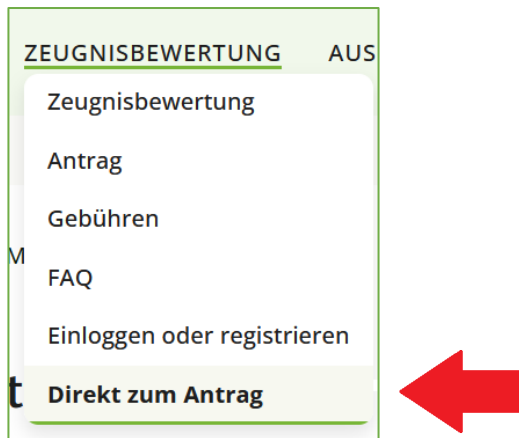 ZEUGNISBEWERTUNG AUS
Zeugnisbewertung
Antrag
Gebühren
M
FAQ
Einloggen oder registrieren
t Direkt zum Antrag